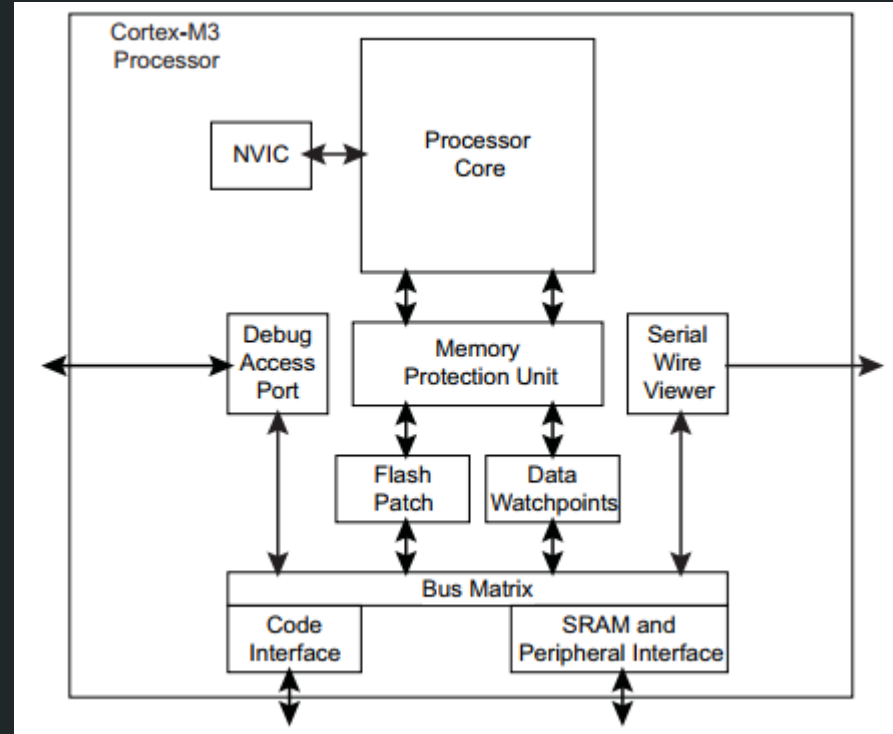 Cortex-M3
Processor
Processor
Core
NVIC
Debug
Access
Port
Memory
Protection Unit
Serial
Wire
Viewer
Flash
Patch
Data
Watchpoints
Bus Matrix
Code
Interface
SRAM and
Peripheral Interface